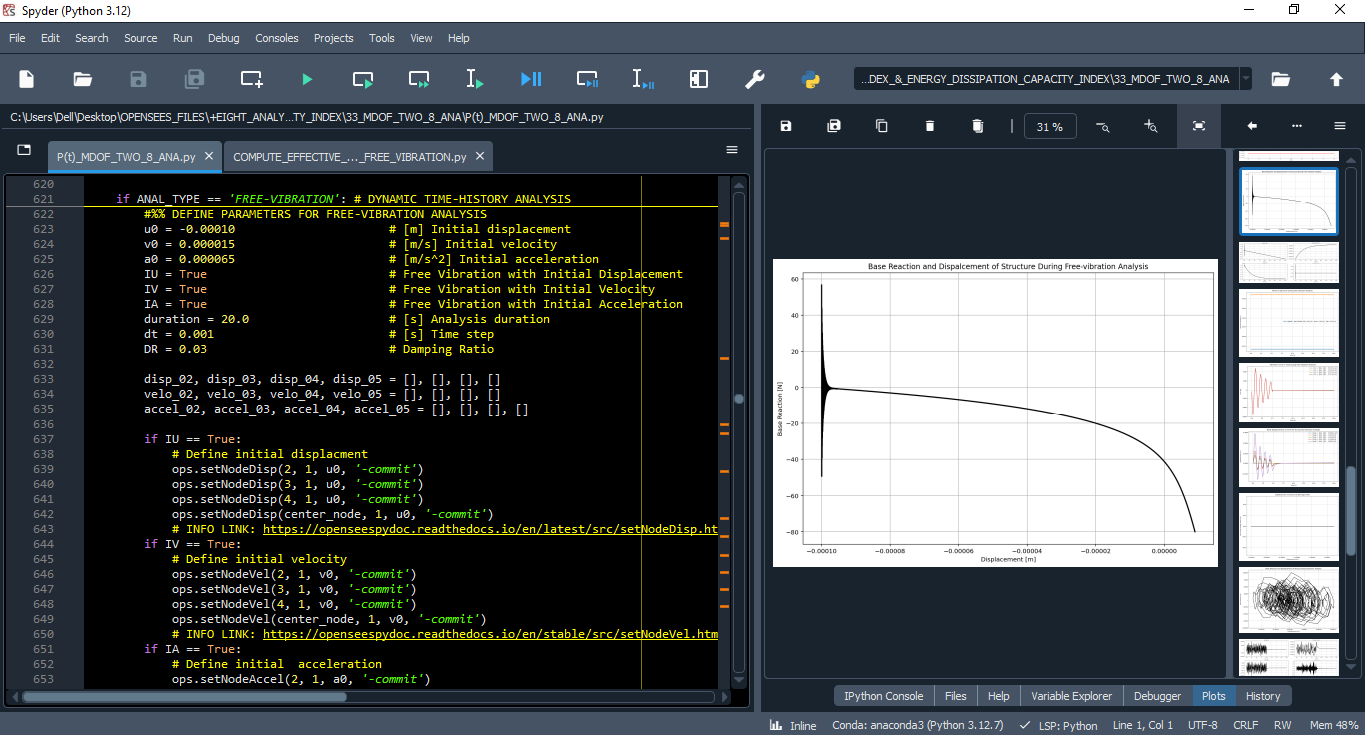 Spyder (Python 3.12)
File Edit Search Source Run Debug Consoles Projects Tools View Help
...DEX_&_ENERGY_DISSIPATION_CAPACITY_INDEX\33_MDOF_TWO_8_ANA
C:\Users\Dell\Desktop\OPENSEES_FILES\+EIGHT_ANALY...TY_INDEX\33_MDOF_TWO_8_ANA\P(t)_MDOF_TWO_8_ANA.py
P(t)_MDOF_TWO_8_ANA.py COMPUTE_EFFECTIVE_..._FREE_VIBRATION.py
620
621 if ANAL_TYPE == 'FREE-VIBRATION': # DYNAMIC TIME-HISTORY ANALYSIS
622 #%% DEFINE PARAMETERS FOR FREE-VIBRATION ANALYSIS
623 u0 = -0.00010 # [m] Initial displacement
624 v0 = 0.000015 # [m/s] Initial velocity
625 a0 = 0.000065 # [m/s^2] Initial acceleration
626 IU = True # Free Vibration with Initial Displacement
627 IV = True # Free Vibration with Initial Velocity
628 IA = True # Free Vibration with Initial Acceleration
629 duration = 20.0 # [s] Analysis duration
630 dt = 0.001 # [s] Time step
631 DR = 0.03 # Damping Ratio
632
633 disp_02, disp_03, disp_04, disp_05 = [], [], [], []
634 velo_02, velo_03, velo_04, velo_05 = [], [], [], []
635 accel_02, accel_03, accel_04, accel_05 = [], [], [], []
636
637 if IU == True:
638 # Define initial displacment
639 ops.setNodeDisp(2, 1, u0, '-commit')
640 ops.setNodeDisp(3, 1, u0, '-commit')
641 ops.setNodeDisp(4, 1, u0, '-commit')
642 ops.setNodeDisp(center_node, 1, u0, '-commit')
643 # INFO LINK: https://openseespydoc.readthedocs.io/en/latest/src/setNodeDisp.ht
644 if IV == True:
645 # Define initial velocity
646 ops.setNodeVel(2, 1, v0, '-commit')
647 ops.setNodeVel(3, 1, v0, '-commit')
648 ops.setNodeVel(4, 1, v0, '-commit')
649 ops.setNodeVel(center_node, 1, v0, '-commit')
650 # INFO LINK: https://openseespydoc.readthedocs.io/en/stable/src/setNodeVel.htm
651 if IA == True:
652 # Define initial  acceleration
653 ops.setNodeAccel(2, 1, a0, '-commit')
31 %
Base Reaction and Dispalcement of Structure During Free-vibration Analysis
Base Reaction [N]
60
40
20
0
−20
−40
−60
−80
−0.00010 −0.00008 −0.00006 −0.00004 −0.00002 0.00000
Displacement [m]
IPython Console Files Help Variable Explorer Debugger Plots History
Inline Conda: anaconda3 (Python 3.12.7) LSP: Python Line 1, Col 1 UTF-8 CRLF RW Mem 48%